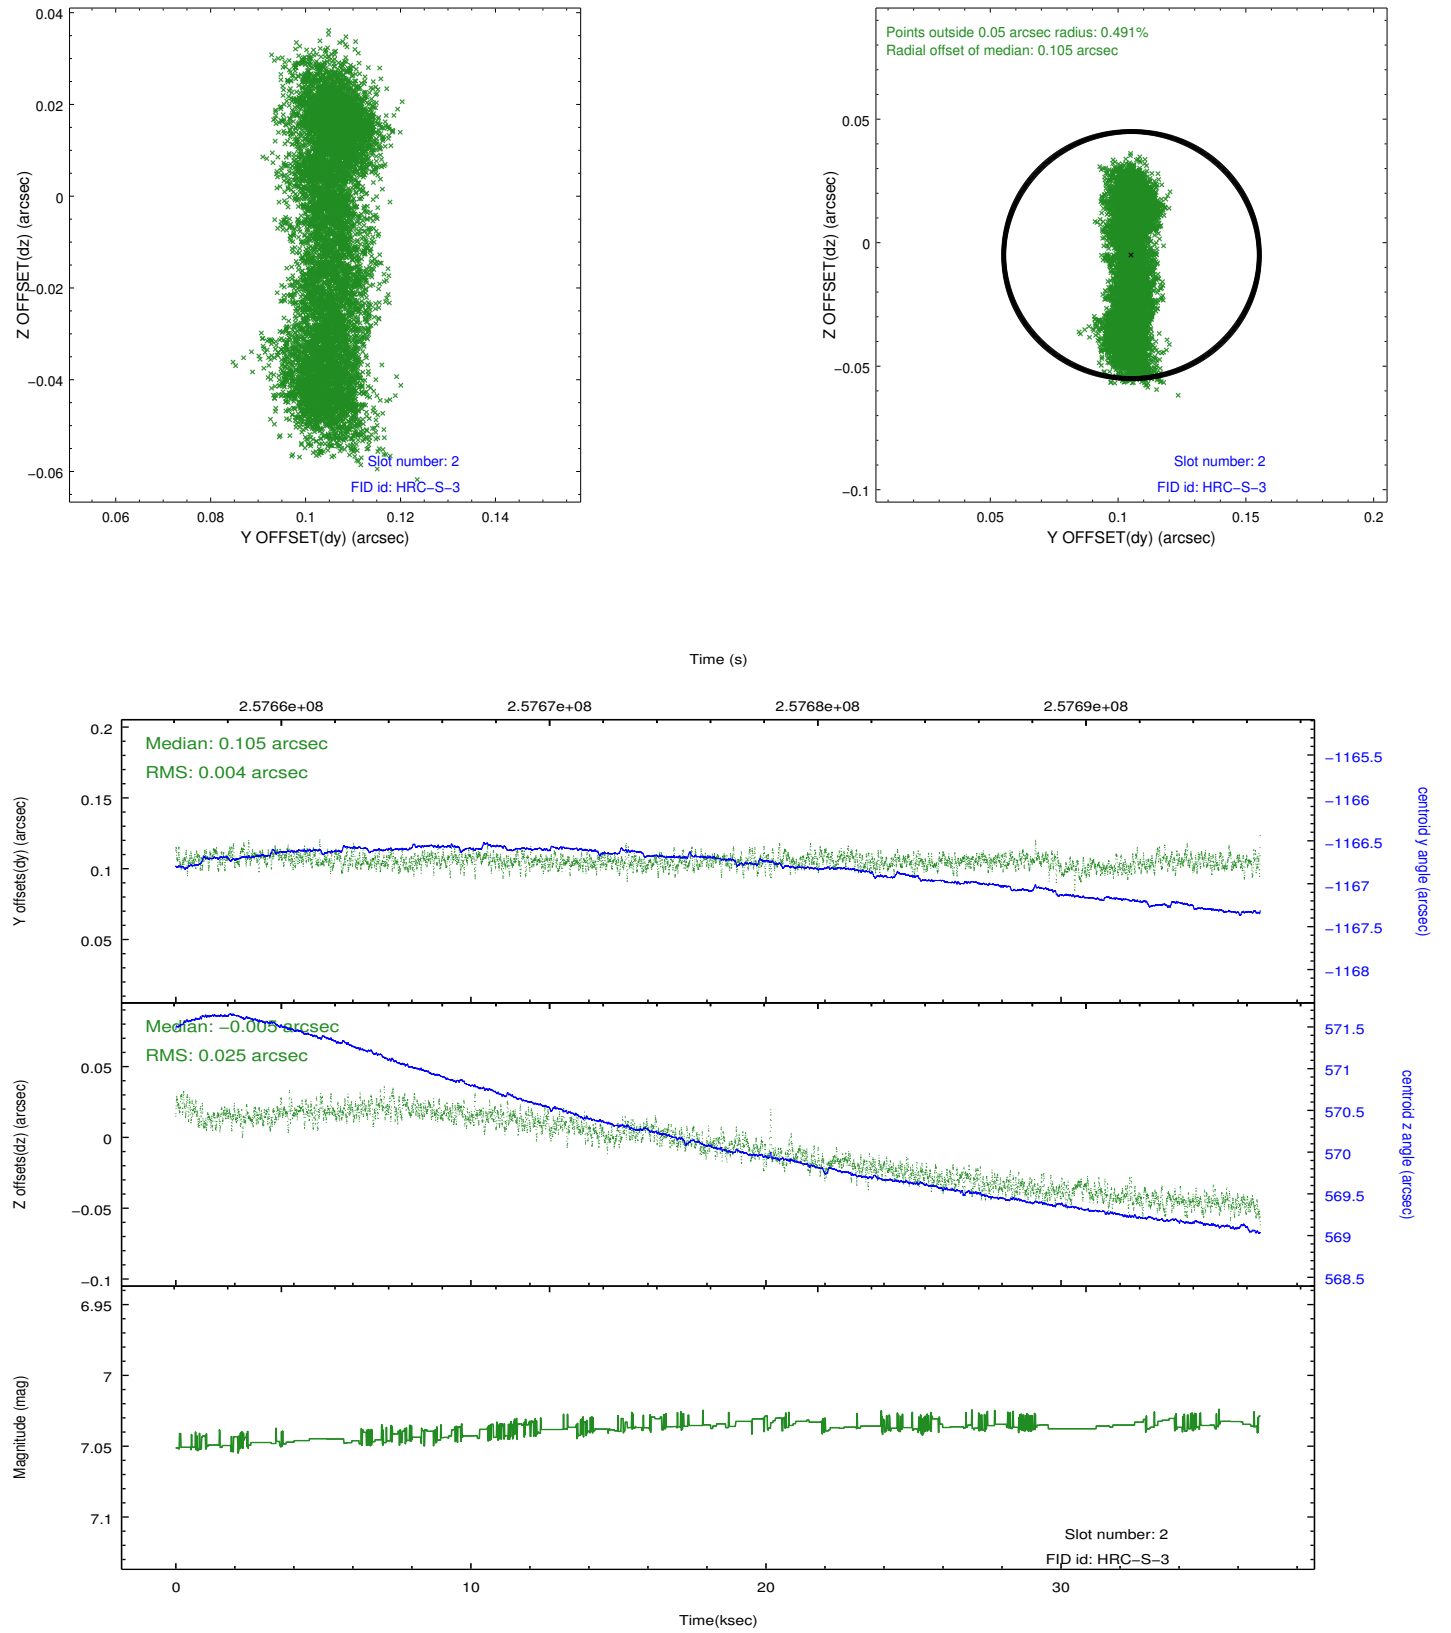 0.04
0.02
0
−0.02
−0.04
−0.06
Z OFFSET(dz) (arcsec)
Slot number: 2
FID id: HRC−S−3
0.06 0.08 0.1 0.12 0.14
Y OFFSET(dy) (arcsec)
Points outside 0.05 arcsec radius: 0.491%
Radial offset of median: 0.105 arcsec
0.05
0
−0.05
−0.1
Z OFFSET(dz) (arcsec)
Slot number: 2
FID id: HRC−S−3
0.05 0.1 0.15 0.2
Y OFFSET(dy) (arcsec)
Time (s)
2.5766e+08 2.5767e+08 2.5768e+08 2.5769e+08
Median: 0.105 arcsec
RMS: 0.004 arcsec
0.2
0.15
0.1
0.05
Y offsets(dy) (arcsec)
−1165.5
−1166
−1166.5
−1167
−1167.5
−1168
centroid y angle (arcsec)
Median: −0.005 arcsec
RMS: 0.025 arcsec
0.05
0
−0.05
−0.1
Z offsets(dz) (arcsec)
571.5
571
570.5
570
569.5
569
568.5
centroid z angle (arcsec)
6.95
7
7.05
7.1
Magnitude (mag)
Slot number: 2
FID id: HRC−S−3
0 10 20 30
Time(ksec)